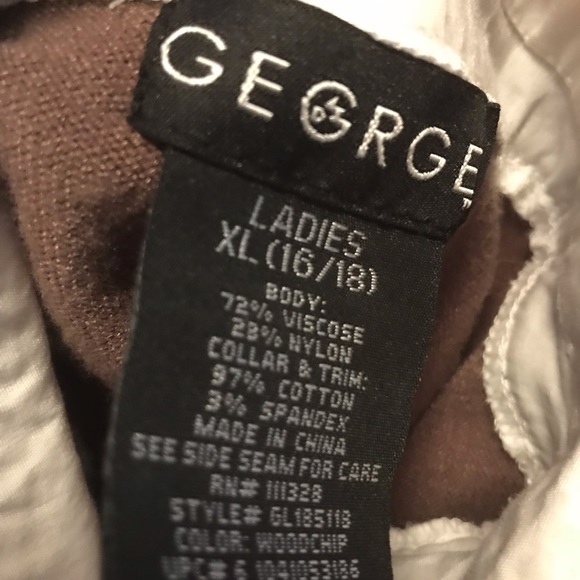 GEORGE
LADIES
XL (16/18)
BODY:
72% VISCOSE
28% NYLON
COLLAR & TRIM:
97% COTTON
3% SPANDEX
MADE IN CHINA
SEE SIDE SEAM FOR CARE
RN# 111328
STYLE# GL185118
COLOR: WOODCHIP
UPC# 6